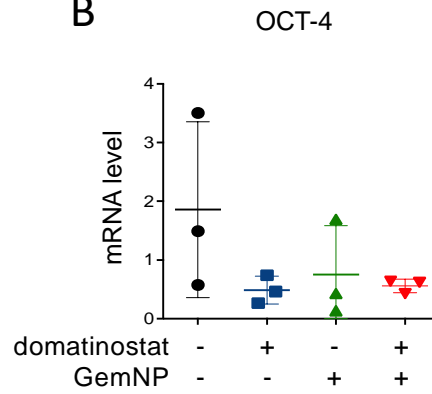 B
OCT-4
mRNA level
4
3
2
1
0
domatinostat - + - +
GemNP - - + +